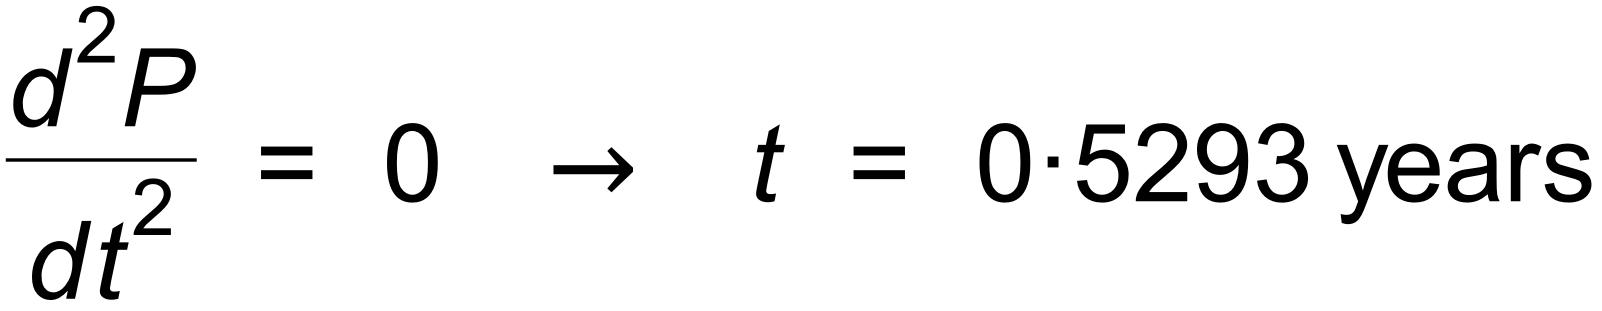 d²P/dt² = 0 → t = 0·5293 years